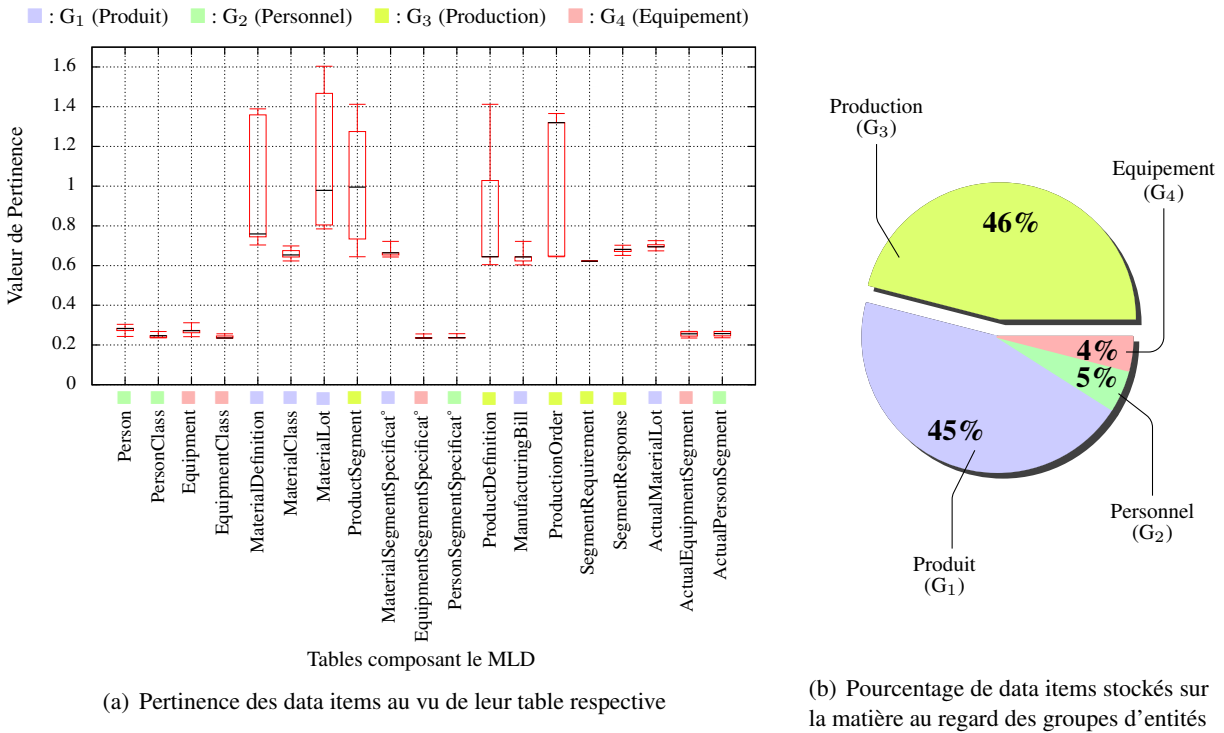 : G1 (Produit) : G2 (Personnel) : G3 (Production) : G4 (Equipement)
Valeur de Pertinence
1.6
1.4
1.2
1
0.8
0.6
0.4
0.2
0
Person
PersonClass
Equipment
EquipmentClass
MaterialDefinition
MaterialClass
MaterialLot
ProductSegment
MaterialSegmentSpecificat°
EquipmentSegmentSpecificat°
PersonSegmentSpecificat°
ProductDefinition
ManufacturingBill
ProductionOrder
SegmentRequirement
SegmentResponse
ActualMaterialLot
ActualEquipmentSegment
ActualPersonSegment
Tables composant le MLD
(a) Pertinence des data items au vu de leur table respective
Production
(G3)
Equipement
(G4)
46%
4%
5%
45%
Personnel
(G2)
Produit
(G1)
(b) Pourcentage de data items stockés sur
la matière au regard des groupes d'entités